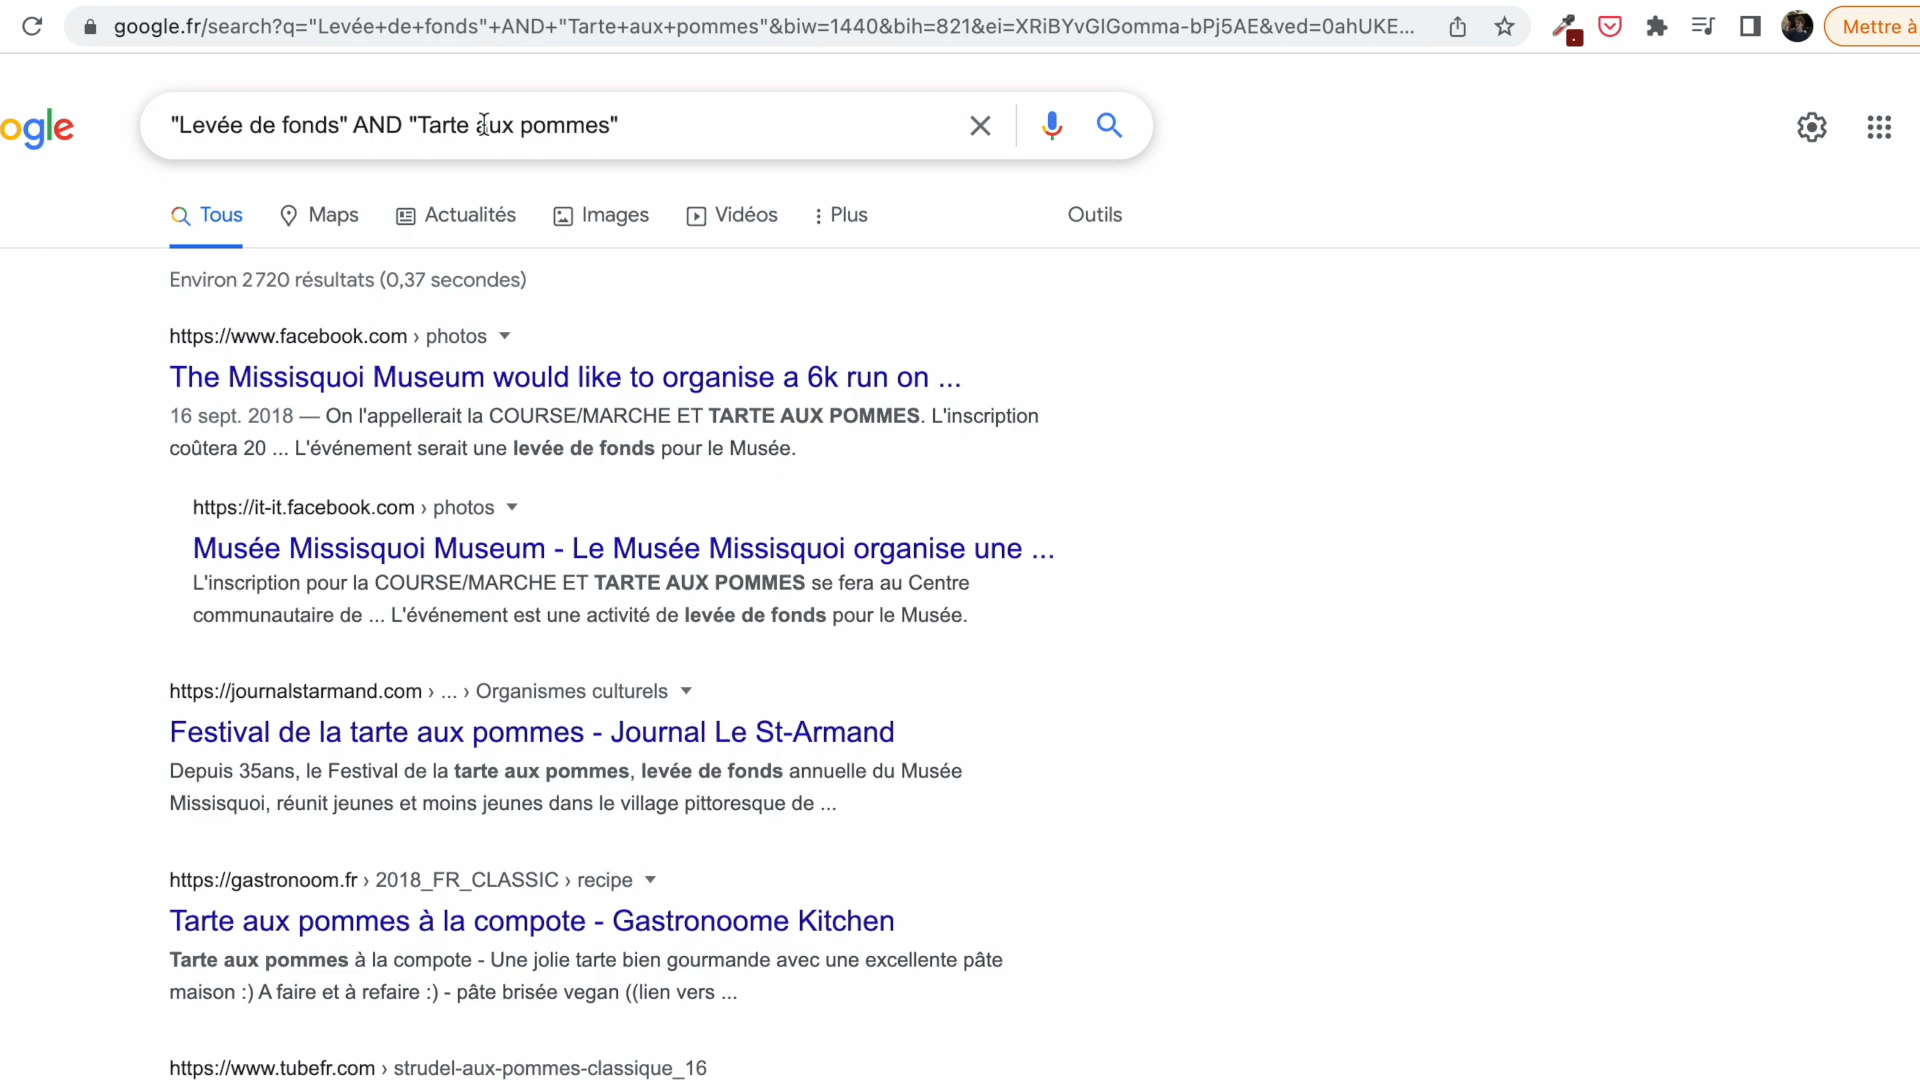 google.fr/search?q="Levée+de+fonds"+AND+"Tarte+aux+pommes"&biw=1440&bih=821&ei=XRiBYvGlGomma-bPj5AE&ved=0ahUKE...
Mettre à
ogle
"Levée de fonds" AND "Tarte aux pommes"
Tous
Maps
Actualités
Images
Vidéos
Plus
Outils
Environ 2 720 résultats (0,37 secondes)
https://www.facebook.com › photos
The Missisquoi Museum would like to organise a 6k run on ...
16 sept. 2018 — On l'appellerait la COURSE/MARCHE ET TARTE AUX POMMES. L'inscription
coûtera 20 ... L'événement serait une levée de fonds pour le Musée.
https://it-it.facebook.com › photos
Musée Missisquoi Museum - Le Musée Missisquoi organise une ...
L'inscription pour la COURSE/MARCHE ET TARTE AUX POMMES se fera au Centre
communautaire de ... L'événement est une activité de levée de fonds pour le Musée.
https://journalstarmand.com › ... › Organismes culturels
Festival de la tarte aux pommes - Journal Le St-Armand
Depuis 35ans, le Festival de la tarte aux pommes, levée de fonds annuelle du Musée
Missisquoi, réunit jeunes et moins jeunes dans le village pittoresque de ...
https://gastronoom.fr › 2018_FR_CLASSIC › recipe
Tarte aux pommes à la compote - Gastronoome Kitchen
Tarte aux pommes à la compote - Une jolie tarte bien gourmande avec une excellente pâte
maison :) A faire et à refaire :) - pâte brisée vegan ((lien vers ...
https://www.tubefr.com › strudel-aux-pommes-classique_16